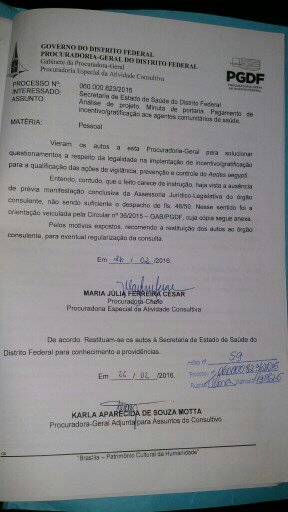 GOVERNO DO DISTRITO FEDERAL
PROCURADORIA-GERAL DO DISTRITO FEDERAL
Gabinete da Procuradora-Geral
Procuradoria Especial da Atividade Consultiva
PGDF
PROCURADORIA-GERAL
DO DISTRITO FEDERAL
PROCESSO Nº: 060.000.823/2016
INTERESSADO: Secretaria de Estado de Saúde do Distrito Federal
ASSUNTO: Análise de projeto. Minuta de portaria. Pagamento de
incentivo/gratificação aos agentes comunitários de saúde.
MATÉRIA: Pessoal
Vieram os autos a esta Procuradoria-Geral para solucionar
questionamentos a respeito da legalidade na implantação de incentivo/gratificação
para a qualificação das ações de vigilância, prevenção e controle do Aedes aegypti.
Entendo, contudo, que o feito carece de instrução, haja vista a ausência
de prévia manifestação conclusiva da Assessoria Jurídico-Legislativa do órgão
consulente, não sendo suficiente o despacho de fls. 48/50. Nesse sentido foi a
orientação veiculada pela Circular nº 36/2015 – GAB/PGDF, cuja cópia segue anexa.
Pelos motivos expostos, recomendo a restituição dos autos ao órgão
consulente, para eventual regularização da consulta.
Em 26 / 02 /2016.
MARIA JÚLIA FERREIRA CÉSAR
Procuradora-Chefe
Procuradoria Especial da Atividade Consultiva
De acordo. Restituam-se os autos à Secretaria de Estado de Saúde do
Distrito Federal para conhecimento e providências.
Em 26 / 02 /2016.
Folha nº 59
Processo nº 060000823/2016
KARLA APARECIDA DE SOUZA MOTTA
Procuradora-Geral Adjunta para Assuntos do Consultivo
"Brasília – Patrimônio Cultural da Humanidade"